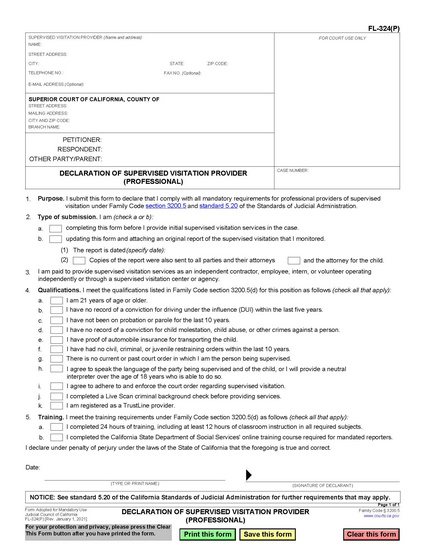 FL-324(P)
SUPERVISED VISITATION PROVIDER (Name and address)
FOR COURT USE ONLY
NAME:
STREET ADDRESS:
CITY: STATE: ZIP CODE:
TELEPHONE NO.: FAX NO. (Optional):
E-MAIL ADDRESS (Optional):
SUPERIOR COURT OF CALIFORNIA, COUNTY OF
STREET ADDRESS:
MAILING ADDRESS:
CITY AND ZIP CODE:
BRANCH NAME:
PETITIONER:
RESPONDENT:
OTHER PARTY/PARENT:
DECLARATION OF SUPERVISED VISITATION PROVIDER
(PROFESSIONAL)
CASE NUMBER:
1. Purpose. I submit this form to declare that I comply with all mandatory requirements for professional providers of supervised
visitation under Family Code section 3200.5 and standard 5.20 of the Standards of Judicial Administration.
2. Type of submission. I am (check a or b):
a. completing this form before I provide initial supervised visitation services in the case.
b. updating this form and attaching an original report of the supervised visitation that I monitored.
(1) The report is dated (specify date):
(2) Copies of the report were also sent to all parties and their attorneys and the attorney for the child.
3. I am paid to provide supervised visitation services as an independent contractor, employee, intern, or volunteer operating
independently or through a supervised visitation center or agency.
4. Qualifications. I meet the qualifications listed in Family Code section 3200.5(d) for this position as follows (check all that apply):
a. I am 21 years of age or older.
b. I have no record of a conviction for driving under the influence (DUI) within the last five years.
c. I have not been on probation or parole for the last 10 years.
d. I have no record of a conviction for child molestation, child abuse, or other crimes against a person.
e. I have proof of automobile insurance for transporting the child.
f. I have had no civil, criminal, or juvenile restraining orders within the last 10 years.
g. There is no current or past court order in which I am the person being supervised.
h. I agree to speak the language of the party being supervised and of the child, or I will provide a neutral
interpreter over the age of 18 years who is able to do so.
i. I agree to adhere to and enforce the court order regarding supervised visitation.
j. I completed a Live Scan criminal background check before providing services.
k. I am registered as a TrustLine provider.
5. Training. I meet the training requirements under Family Code section 3200.5(d) as follows (check all that apply):
a. I completed 24 hours of training, including at least 12 hours of classroom instruction in all required subjects.
b. I completed the California State Department of Social Services' online training course required for mandated reporters.
I declare under penalty of perjury under the laws of the State of California that the foregoing is true and correct.
Date:
(TYPE OR PRINT NAME) (SIGNATURE OF DECLARANT)
NOTICE: See standard 5.20 of the California Standards of Judicial Administration for further requirements that may apply.
Page 1 of 1
Form Adopted for Mandatory Use
Judicial Council of California
FL-324(P) [Rev. January 1, 2021]
DECLARATION OF SUPERVISED VISITATION PROVIDER
(PROFESSIONAL)
Family Code § 3200.5
www.courts.ca.gov
For your protection and privacy, please press the Clear
This Form button after you have printed the form.
Print this form
Save this form
Clear this form